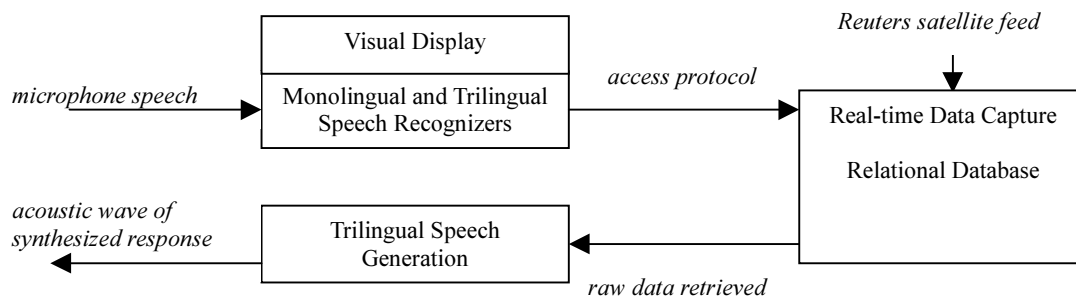 Visual Display
Reuters satellite feed
microphone speech
Monolingual and Trilingual
Speech Recognizers
access protocol
Real-time Data Capture
Relational Database
acoustic wave of
synthesized response
Trilingual Speech
Generation
raw data retrieved